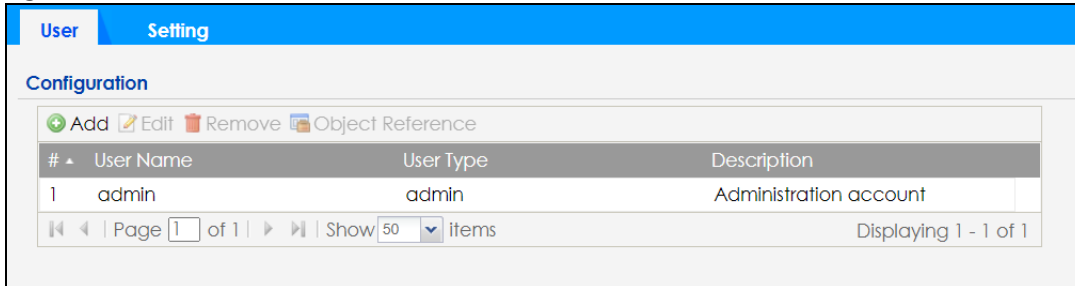 User Setting
Configuration
Add Edit Remove Object Reference
# User Name User Type Description
1 admin admin Administration account
Page 1 of 1 Show 50 items Displaying 1 - 1 of 1